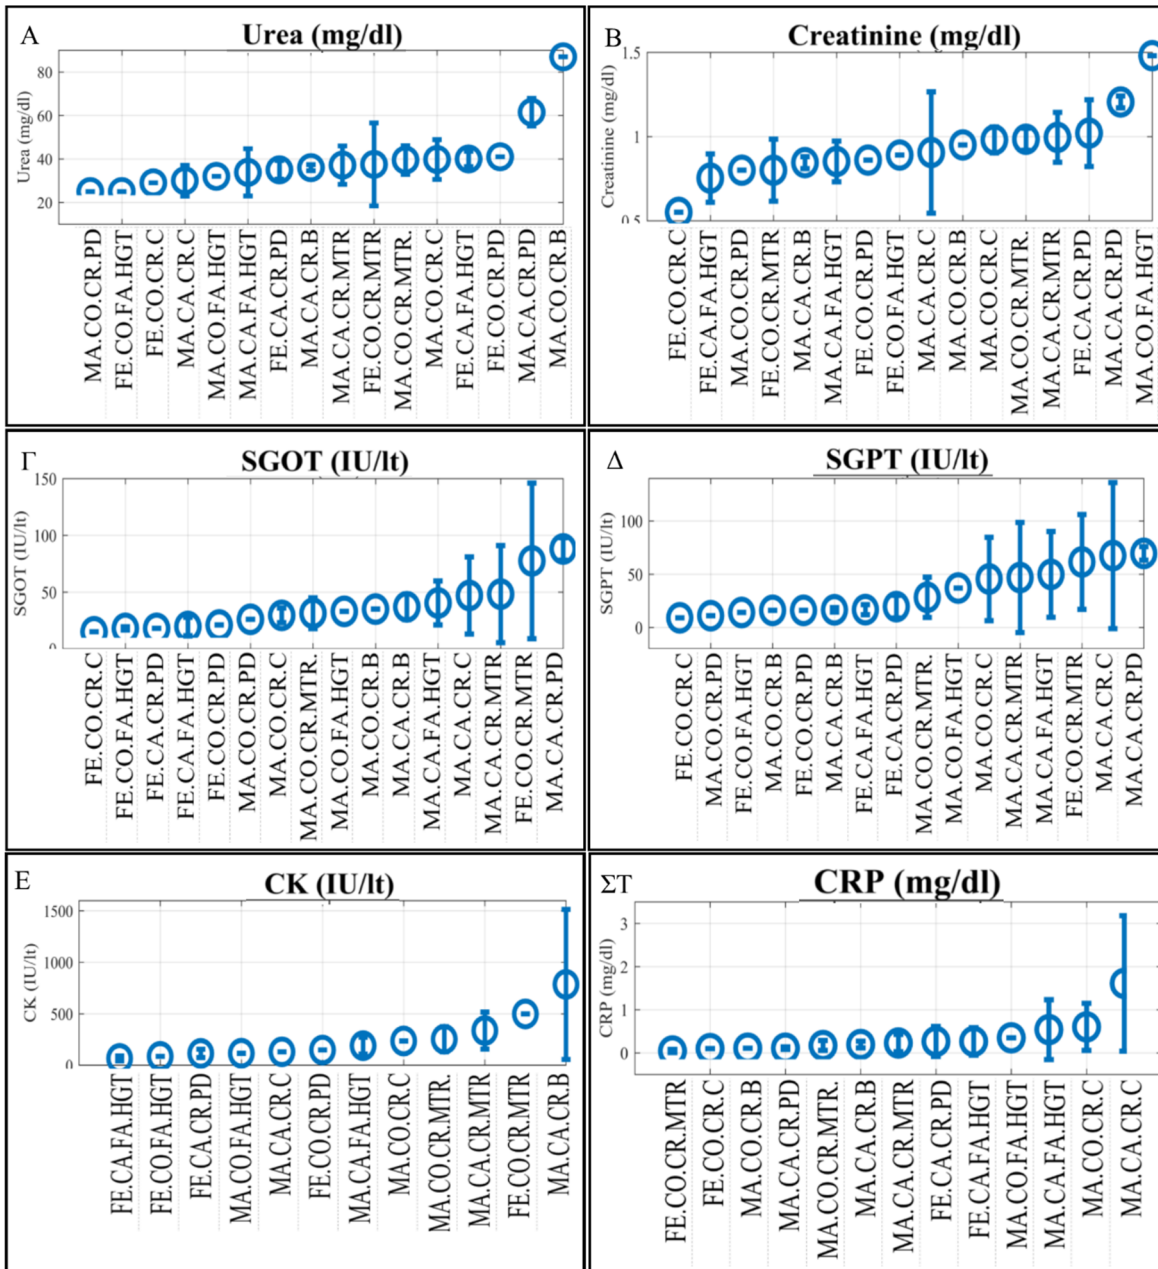 A
Urea (mg/dl)
Urea (mg/dl)
80
60
40
20
MA.CO.CR.PD
FE.CO.FA.HGT
FE.CO.CR.C
MA.CA.CR.C
MA.CO.FA.HGT
MA.CA.FA.HGT
FE.CA.CR.PD
MA.CA.CR.B
MA.CA.CR.MTR
FE.CO.CR.MTR
MA.CO.CR.MTR.
MA.CO.CR.C
FE.CA.FA.HGT
FE.CO.CR.PD
MA.CA.CR.PD
MA.CO.CR.B
B
Creatinine (mg/dl)
Creatinine (mg/dl)
1.5
1
0.5
FE.CO.CR.C
FE.CA.FA.HGT
MA.CO.CR.PD
FE.CO.CR.MTR
MA.CA.CR.B
MA.CA.FA.HGT
FE.CO.CR.PD
FE.CO.FA.HGT
MA.CA.CR.C
MA.CO.CR.B
MA.CO.CR.C
MA.CO.CR.MTR.
MA.CA.CR.MTR
FE.CA.CR.PD
MA.CA.CR.PD
MA.CO.FA.HGT
Γ
SGOT (IU/lt)
SGOT (IU/lt)
150
100
50
0
FE.CO.CR.C
FE.CO.FA.HGT
FE.CA.CR.PD
FE.CA.FA.HGT
FE.CO.CR.PD
MA.CO.CR.PD
MA.CO.CR.C
MA.CO.CR.MTR.
MA.CO.FA.HGT
MA.CO.CR.B
MA.CA.CR.B
MA.CA.FA.HGT
MA.CA.CR.C
MA.CA.CR.MTR
FE.CO.CR.MTR
MA.CA.CR.PD
Δ
SGPT (IU/lt)
SGPT (IU/lt)
100
50
0
FE.CO.CR.C
MA.CO.CR.PD
FE.CO.FA.HGT
MA.CO.CR.B
FE.CO.CR.PD
MA.CA.CR.B
FE.CA.FA.HGT
FE.CA.CR.PD
MA.CO.CR.MTR.
MA.CO.FA.HGT
MA.CO.CR.C
MA.CA.CR.MTR
MA.CA.FA.HGT
FE.CO.CR.MTR
MA.CA.CR.C
MA.CA.CR.PD
E
CK (IU/lt)
CK (IU/lt)
1500
1000
500
0
FE.CA.FA.HGT
FE.CO.FA.HGT
FE.CA.CR.PD
MA.CO.FA.HGT
MA.CA.CR.C
FE.CO.CR.PD
MA.CA.FA.HGT
MA.CO.CR.C
MA.CO.CR.MTR.
MA.CA.CR.MTR
FE.CO.CR.MTR
MA.CA.CR.B
ΣΤ
CRP (mg/dl)
CRP (mg/dl)
3
2
1
0
FE.CO.CR.MTR
FE.CO.CR.C
MA.CO.CR.B
MA.CA.CR.PD
MA.CO.CR.MTR.
MA.CA.CR.B
MA.CA.CR.MTR
FE.CA.CR.PD
FE.CA.FA.HGT
MA.CO.FA.HGT
MA.CA.FA.HGT
MA.CO.CR.C
MA.CA.CR.C